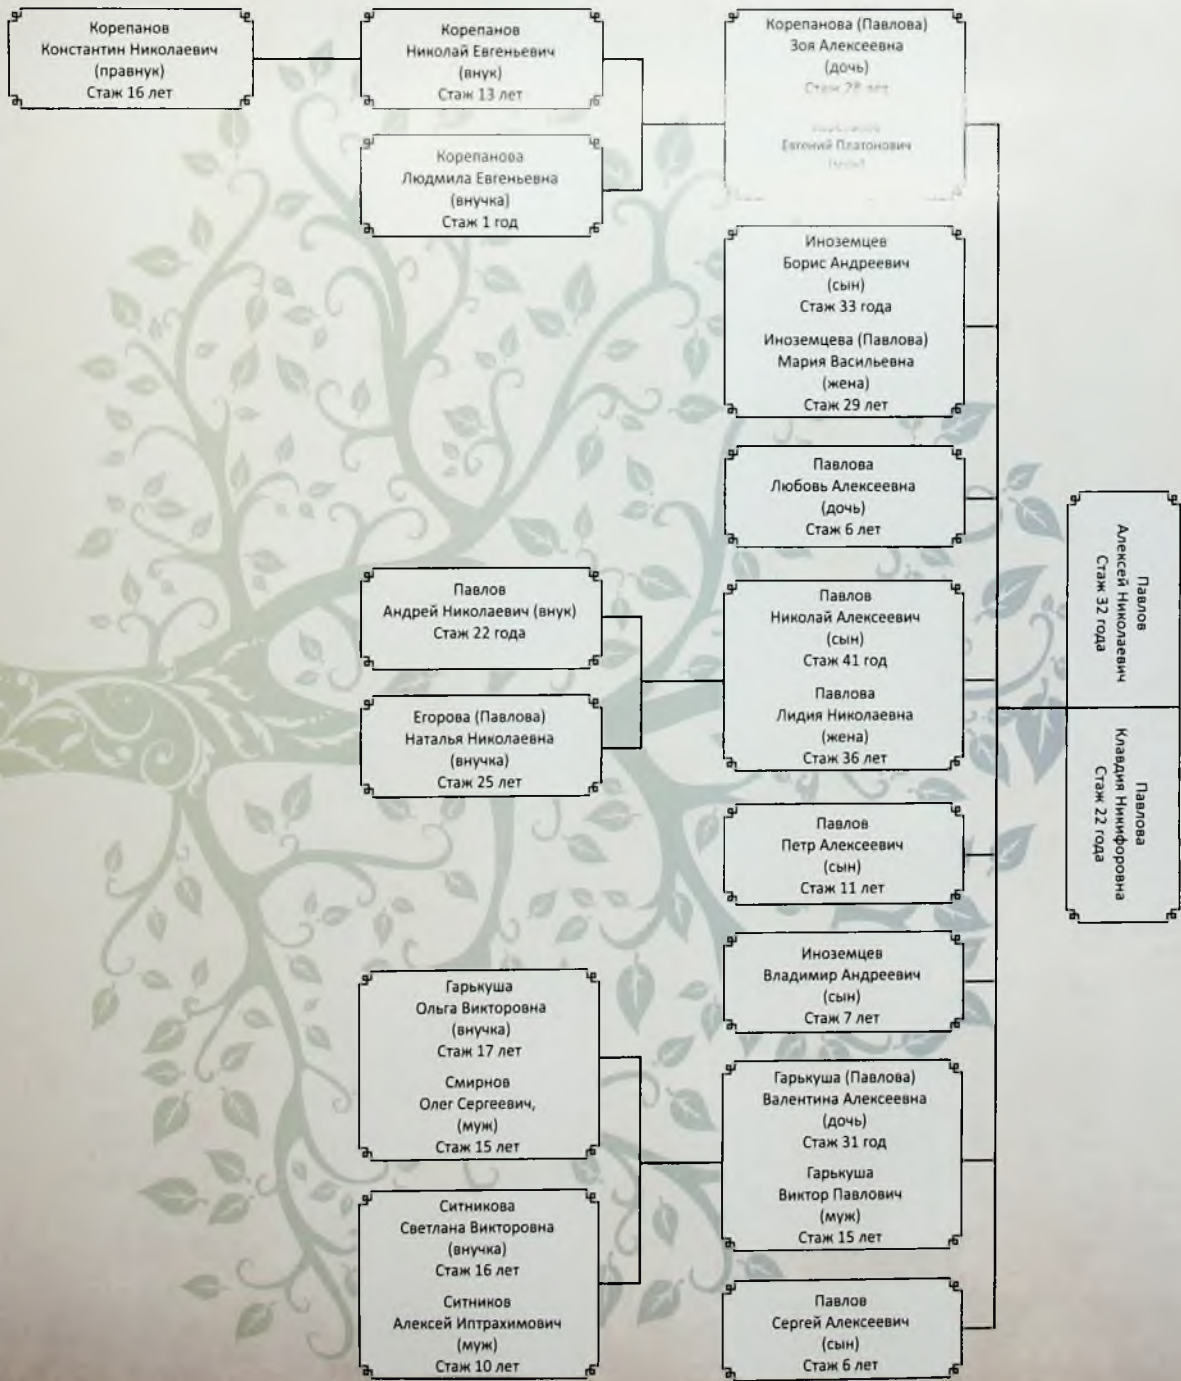 Корепанов
Константин Николаевич
(правнук)
Стаж 16 лет
Корепанов
Николай Евгеньевич
(внук)
Стаж 13 лет
Корепанова
Людмила Евгеньевна
(внучка)
Стаж 1 год
Корепанова (Павлова)
Зоя Алексеевна
(дочь)
Стаж 28 лет
Евгений Платонович
Иноземцев
Борис Андреевич
(сын)
Стаж 33 года
Иноземцева (Павлова)
Мария Васильевна
(жена)
Стаж 29 лет
Павлова
Любовь Алексеевна
(дочь)
Стаж 6 лет
Павлов
Андрей Николаевич (внук)
Стаж 22 года
Егорова (Павлова)
Наталья Николаевна
(внучка)
Стаж 25 лет
Павлов
Николай Алексеевич
(сын)
Стаж 41 год
Павлова
Лидия Николаевна
(жена)
Стаж 36 лет
Павлов
Петр Алексеевич
(сын)
Стаж 11 лет
Иноземцев
Владимир Андреевич
(сын)
Стаж 7 лет
Гарькуша
Ольга Викторовна
(внучка)
Стаж 17 лет
Смирнов
Олег Сергеевич,
(муж)
Стаж 15 лет
Ситникова
Светлана Викторовна
(внучка)
Стаж 16 лет
Ситников
Алексей Иптрахимович
(муж)
Стаж 10 лет
Гарькуша (Павлова)
Валентина Алексеевна
(дочь)
Стаж 31 год
Гарькуша
Виктор Павлович
(муж)
Стаж 15 лет
Павлов
Сергей Алексеевич
(сын)
Стаж 6 лет
Павлов
Алексей Николаевич
Стаж 32 года
Павлова
Клавдия Никифоровна
Стаж 22 года